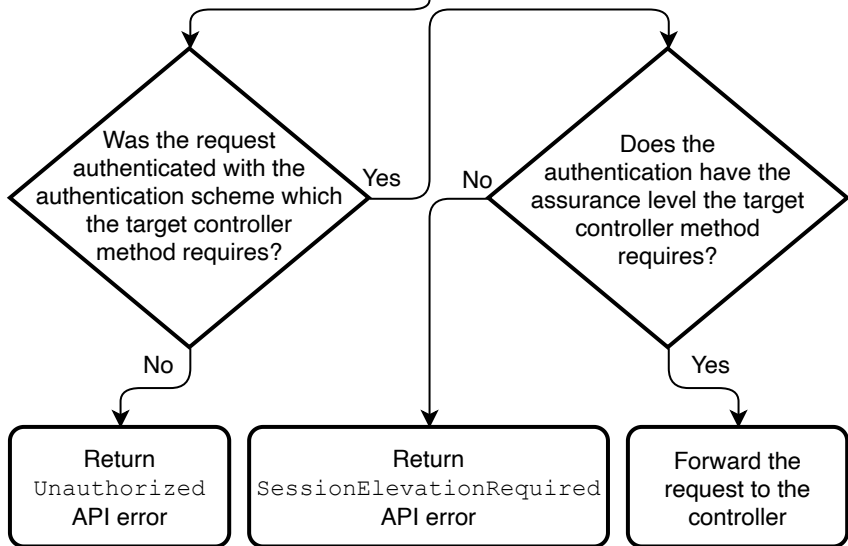 Was the request
authenticated with the
authentication scheme which
the target controller
method requires?
Yes
No
Does the
authentication have the
assurance level the target
controller method
requires?
No
Yes
Return
Unauthorized
API error
Return
SessionElevationRequired
API error
Forward the
request to the
controller